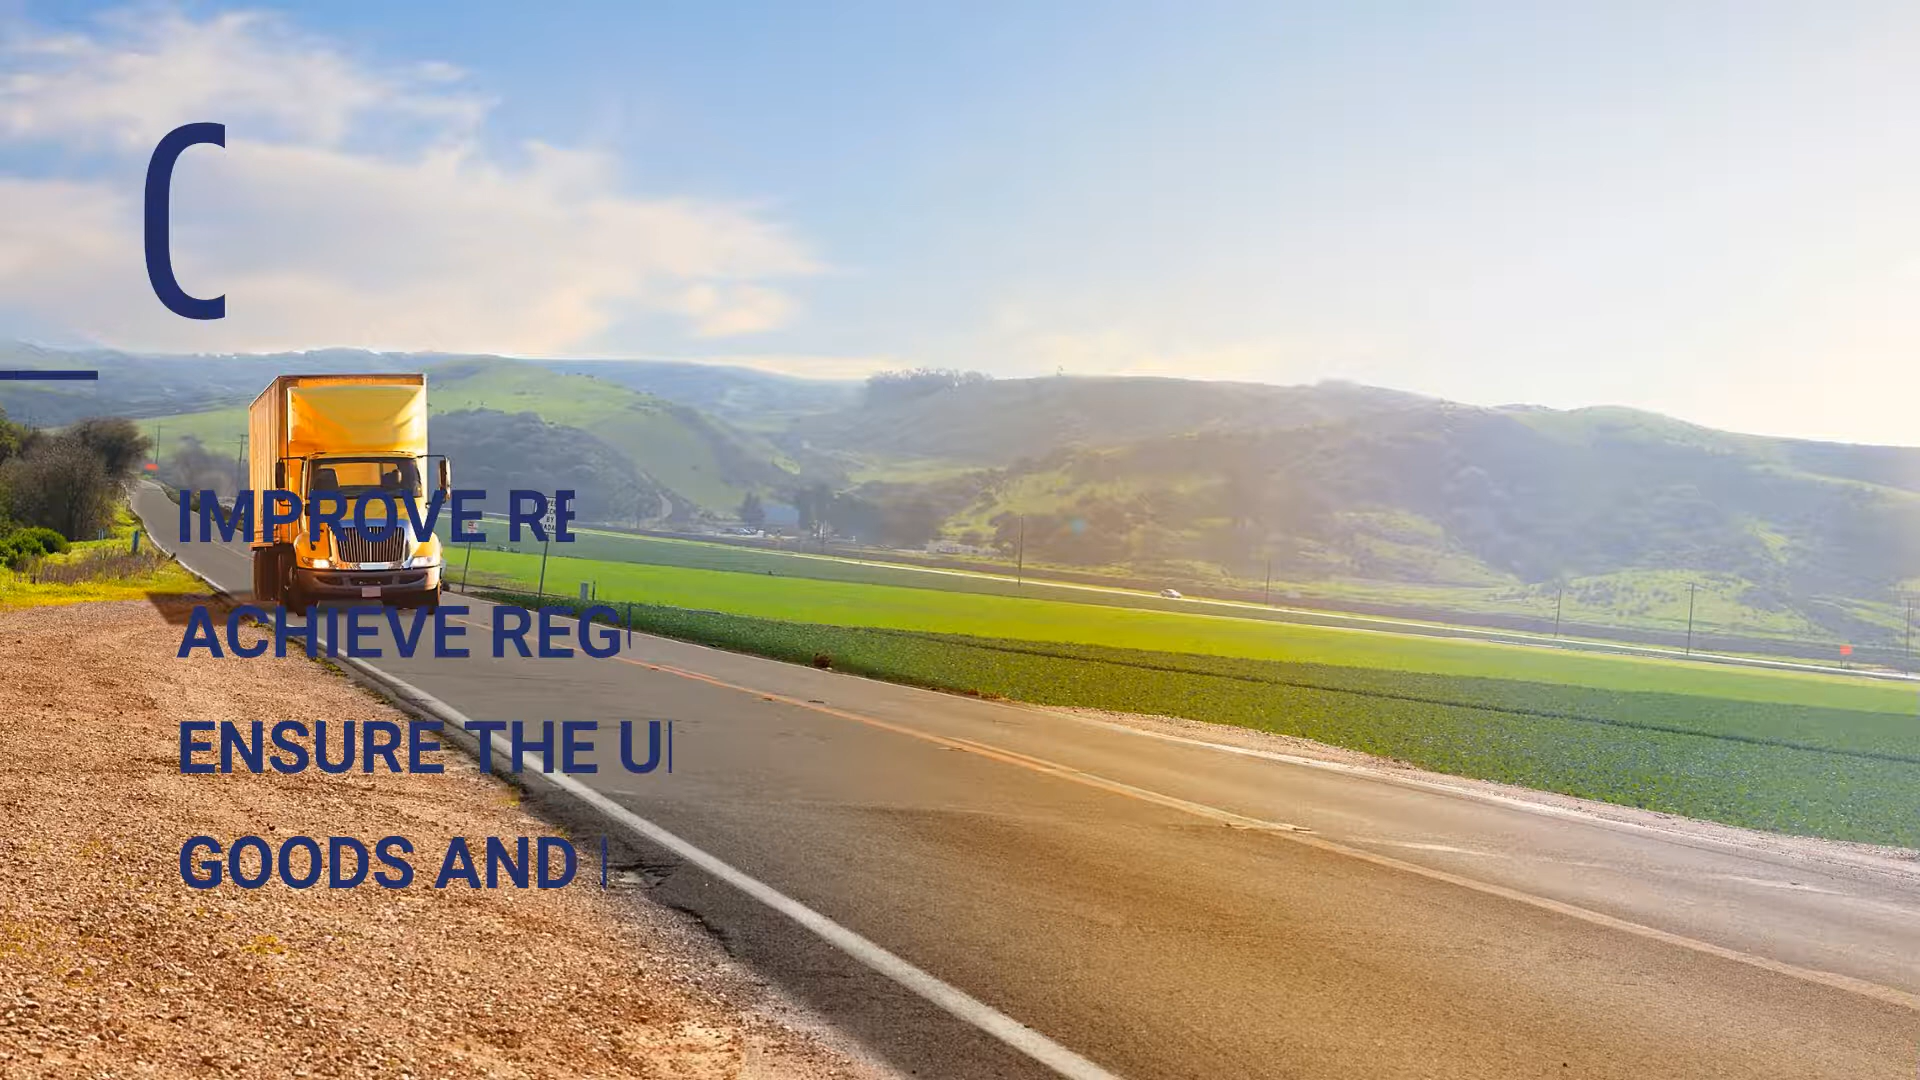 C
IMPROVE RE
ACHIEVE REG
ENSURE THE U
GOODS AND